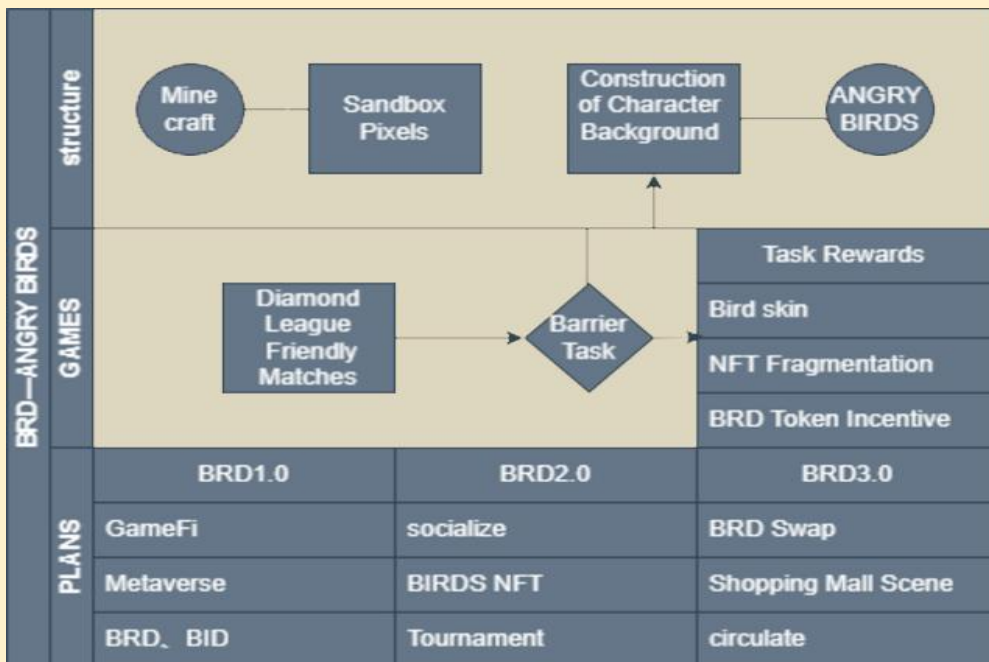 BRD—ANGRY BIRDS
structure
Mine
craft
Sandbox
Pixels
Construction
of Character
Background
ANGRY
BIRDS
GAMES
Diamond
League
Friendly
Matches
Barrier
Task
Task Rewards
Bird skin
NFT Fragmentation
BRD Token Incentive
PLANS
BRD1.0
BRD2.0
BRD3.0
GameFi
socialize
BRD Swap
Metaverse
BIRDS NFT
Shopping Mall Scene
BRD、BID
Tournament
circulate